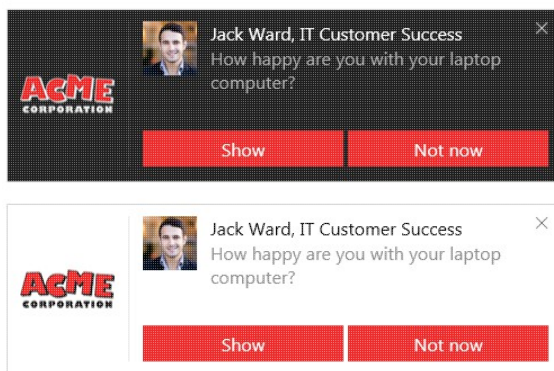 Jack Ward, IT Customer Success
How happy are you with your laptop
computer?
ACME
CORPORATION
Show
Not now
Jack Ward, IT Customer Success
How happy are you with your laptop
computer?
ACME
CORPORATION
Show
Not now